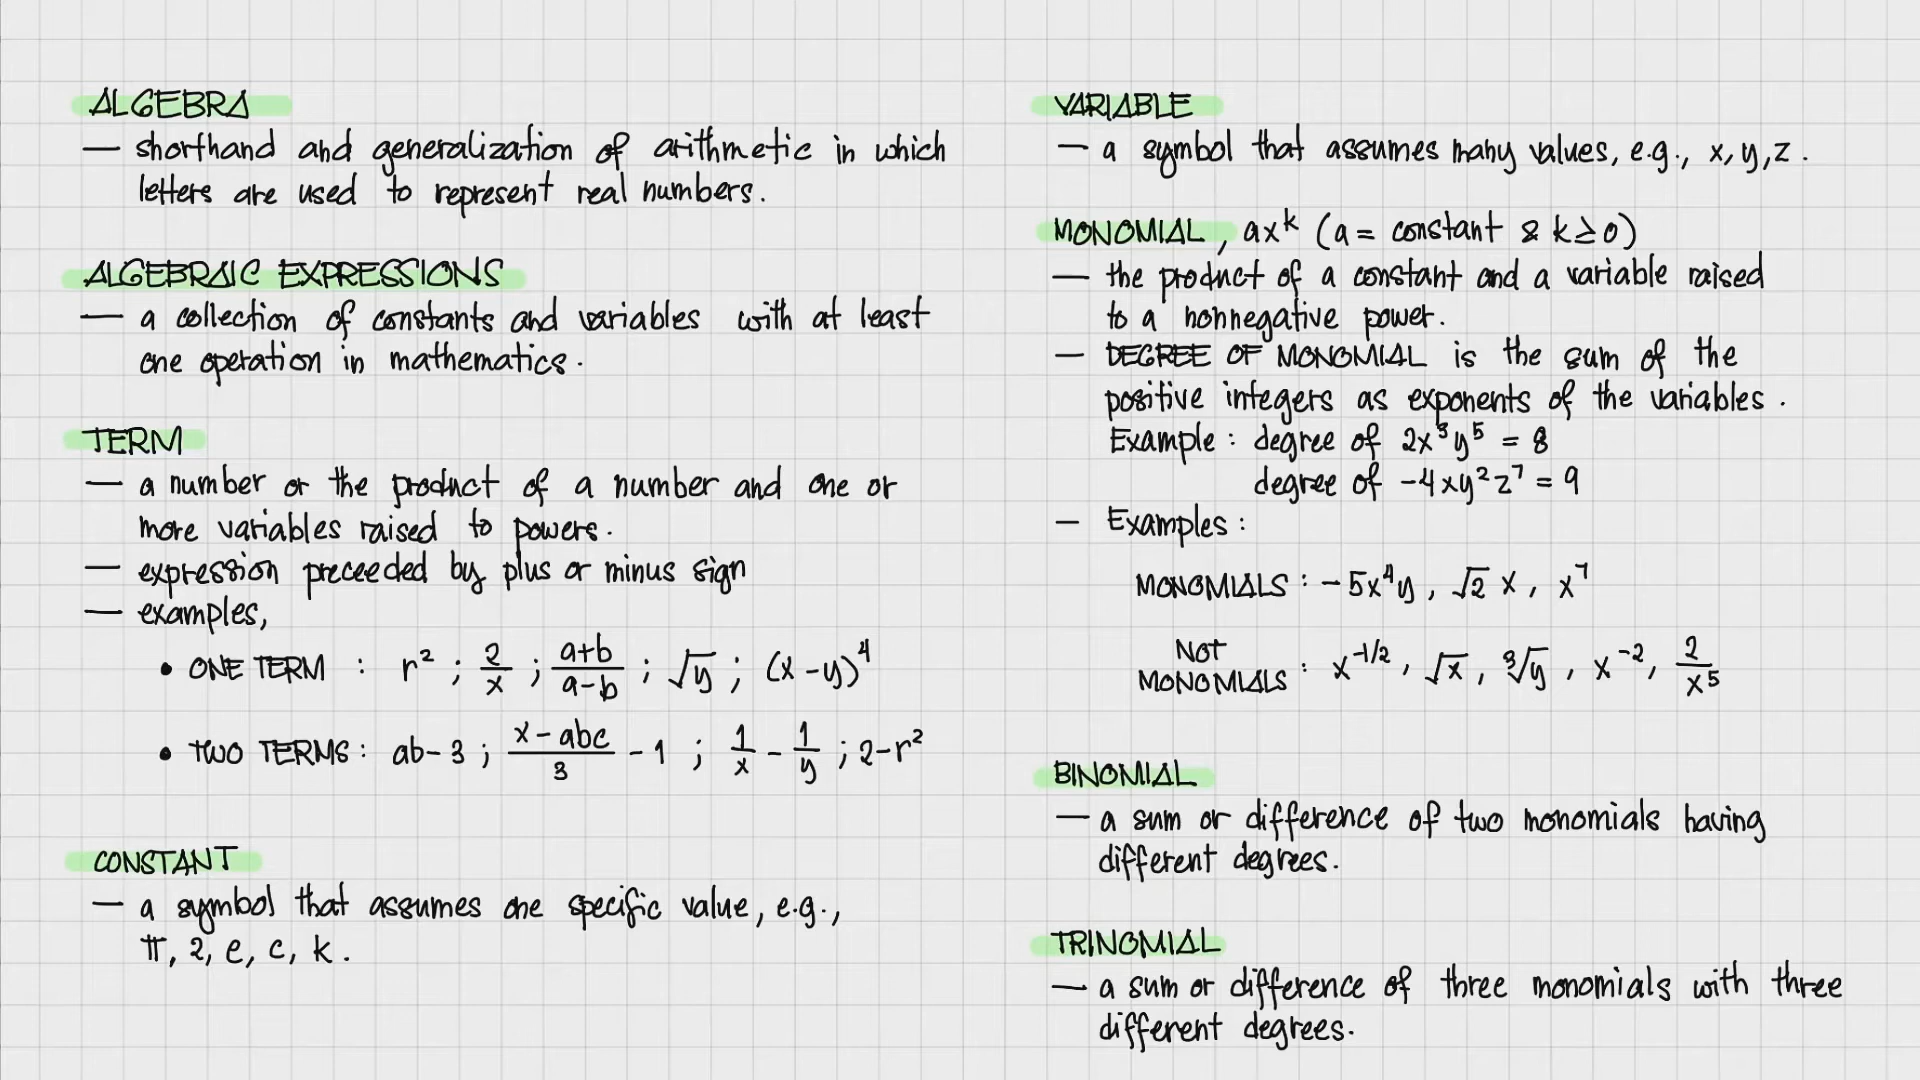 ALGEBRA
— shorthand and generalization of arithmetic in which
letters are used to represent real numbers.
ALGEBRAIC EXPRESSIONS
— a collection of constants and variables with at least
one operation in mathematics.
TERM
— a number or the product of a number and one or
more variables raised to powers.
— expression preceeded by plus or minus sign
— examples,
• ONE TERM : r² ; 2/x ; (a+b)/(a-b) ; √y ; (x-y)⁴
• TWO TERMS : ab-3 ; (x-abc)/3 - 1 ; 1/x - 1/y ; 2-r²
CONSTANT
— a symbol that assumes one specific value, e.g.,
π, 2, e, c, k.
VARIABLE
— a symbol that assumes many values, e.g., x, y, z.
MONOMIAL, axᵏ (a = constant & k≥0)
— the product of a constant and a variable raised
to a nonnegative power.
— DEGREE OF MONOMIAL is the sum of the
positive integers as exponents of the variables.
Example : degree of 2x³y⁵ = 8
degree of -4xy²z⁷ = 9
— Examples :
MONOMIALS : -5x⁴y, √2 x, x⁷
NOT
MONOMIALS : x^-1/2, √x, ∛y, x⁻², 2/x⁵
BINOMIAL
— a sum or difference of two monomials having
different degrees.
TRINOMIAL
— a sum or difference of three monomials with three
different degrees.